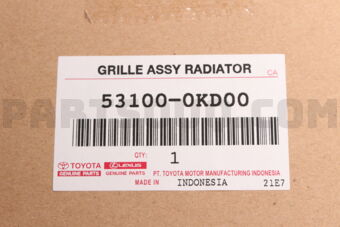 GRILLE ASSY RADIATOR
CA
53100-0KD00
QTY: 1
TOYOTA
GENUINE PARTS
LEXUS
GENUINE PARTS
PT. TOYOTA MOTOR MANUFACTURING INDONESIA
MADE IN INDONESIA 21E7